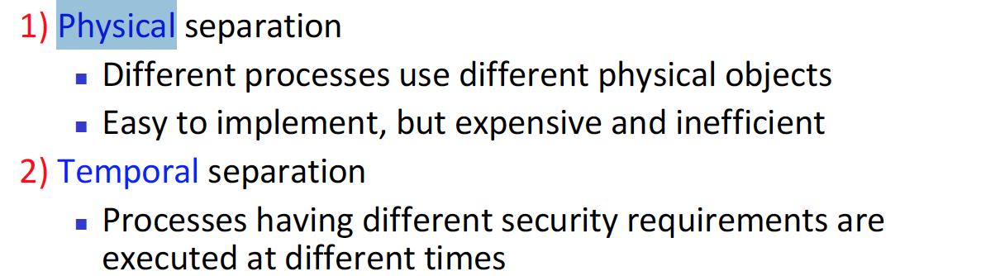 1) Physical separation
▪ Different processes use different physical objects
▪ Easy to implement, but expensive and inefficient
2) Temporal separation
▪ Processes having different security requirements are
executed at different times